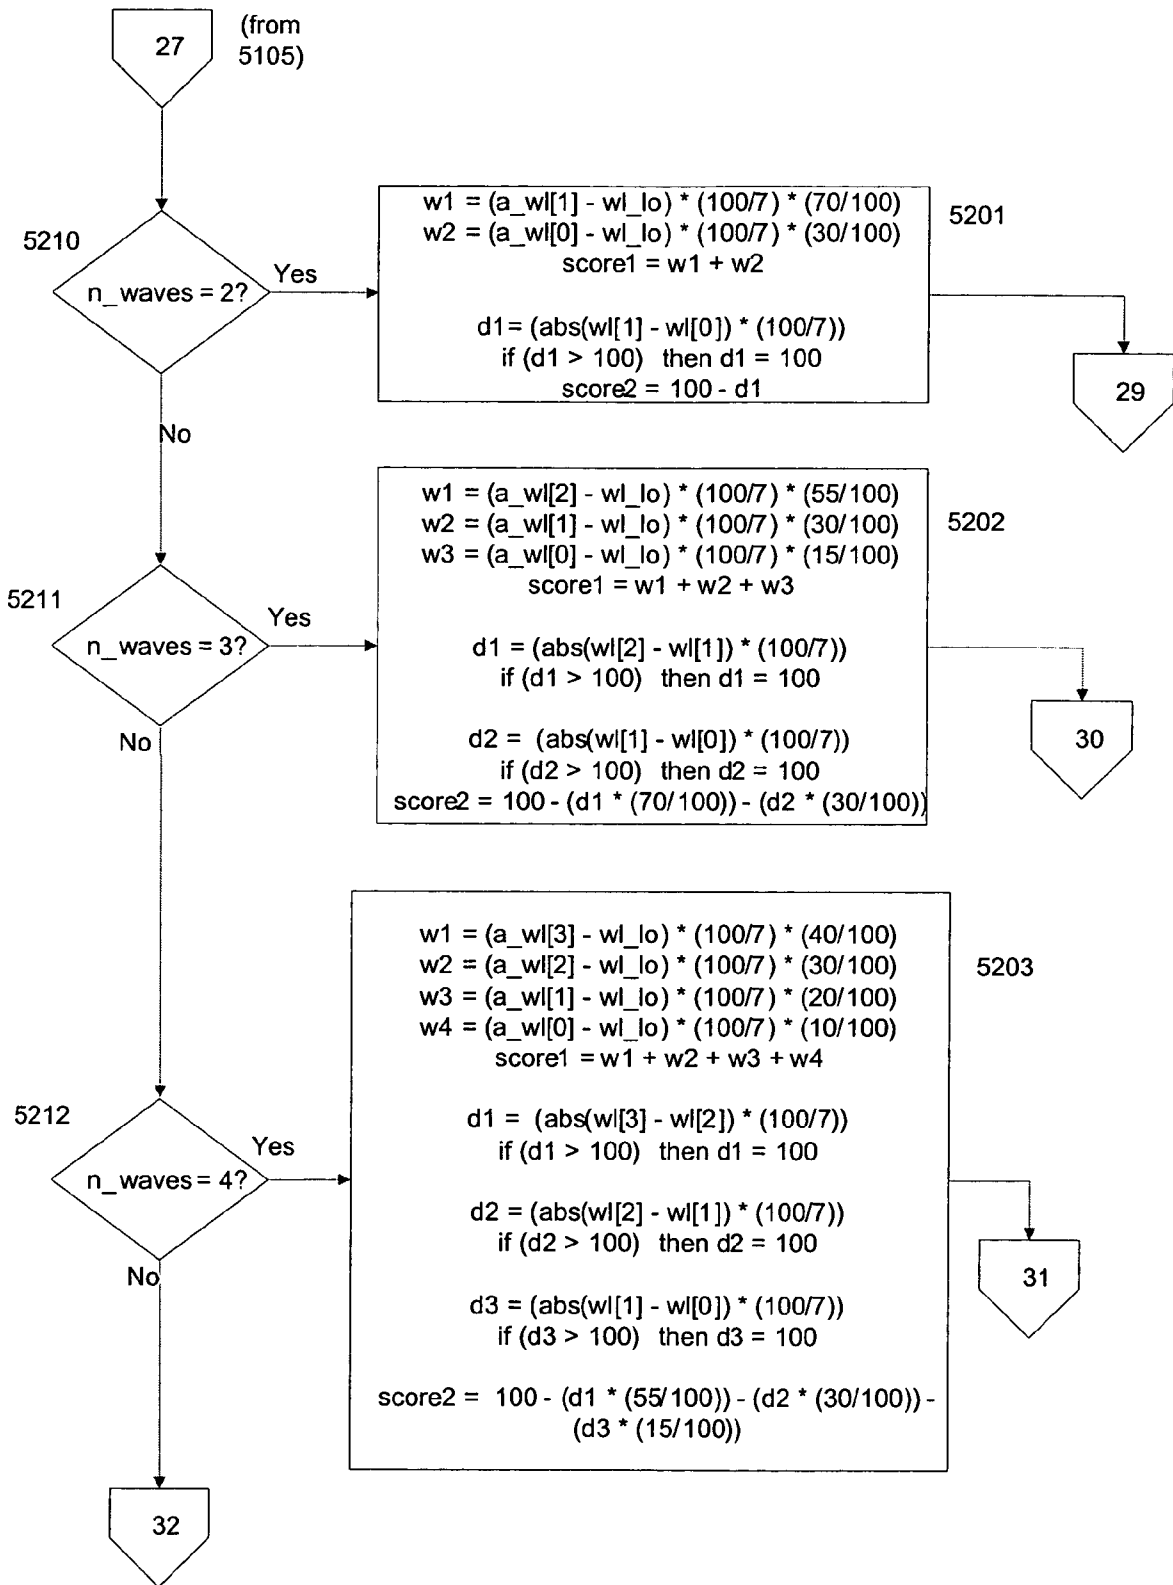 27
(from
5105)
5210
n_waves = 2?
Yes
No
w1 = (a_wl[1] - wl_lo) * (100/7) * (70/100)
w2 = (a_wl[0] - wl_lo) * (100/7) * (30/100)
score1 = w1 + w2
d1= (abs(wl[1] - wl[0]) * (100/7))
if (d1 > 100) then d1 = 100
score2 = 100 - d1
5201
29
5211
n_waves = 3?
Yes
No
w1 = (a_wl[2] - wl_lo) * (100/7) * (55/100)
w2 = (a_wl[1] - wl_lo) * (100/7) * (30/100)
w3 = (a_wl[0] - wl_lo) * (100/7) * (15/100)
score1 = w1 + w2 + w3
d1 = (abs(wl[2] - wl[1]) * (100/7))
if (d1 > 100) then d1 = 100
d2 = (abs(wl[1] - wl[0]) * (100/7))
if (d2 > 100) then d2 = 100
score2 = 100 - (d1 * (70/100)) - (d2 * (30/100))
5202
30
5212
n_waves = 4?
Yes
No
w1 = (a_wl[3] - wl_lo) * (100/7) * (40/100)
w2 = (a_wl[2] - wl_lo) * (100/7) * (30/100)
w3 = (a_wl[1] - wl_lo) * (100/7) * (20/100)
w4 = (a_wl[0] - wl_lo) * (100/7) * (10/100)
score1 = w1 + w2 + w3 + w4
d1 = (abs(wl[3] - wl[2]) * (100/7))
if (d1 > 100) then d1 = 100
d2 = (abs(wl[2] - wl[1]) * (100/7))
if (d2 > 100) then d2 = 100
d3 = (abs(wl[1] - wl[0]) * (100/7))
if (d3 > 100) then d3 = 100
score2 = 100 - (d1 * (55/100)) - (d2 * (30/100)) -
(d3 * (15/100))
5203
31
32